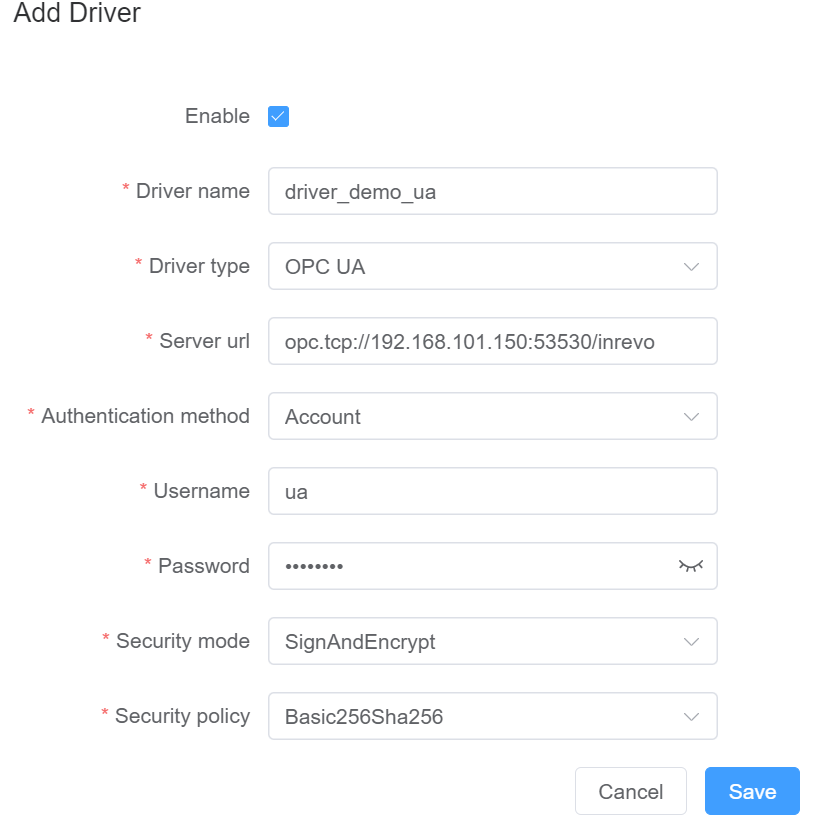 Add Driver
Enable
* Driver name driver_demo_ua
* Driver type OPC UA
* Server url opc.tcp://192.168.101.150:53530/inrevo
* Authentication method Account
* Username ua
* Password ••••••••
* Security mode SignAndEncrypt
* Security policy Basic256Sha256
Cancel Save